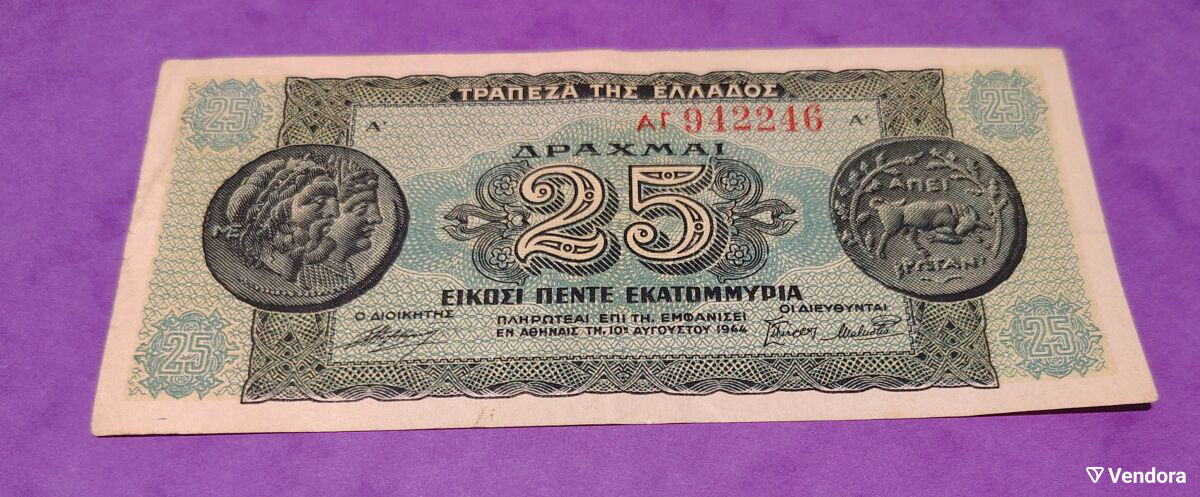 25
25
ΤΡΑΠΕΖΑ ΤΗΣ ΕΛΛΑΔΟΣ
Α'
ΑΓ 942246
Α'
ΔΡΑΧΜΑΙ
25
ΜΕ
ΑΠΕΙ
ΕΙΚΟΣΙ ΠΕΝΤΕ ΕΚΑΤΟΜΜΥΡΙΑ
Ο ΔΙΟΙΚΗΤΗΣ
ΠΛΗΡΩΤΕΑΙ ΕΠΙ ΤΗ, ΕΜΦΑΝΙΣΕΙ
ΟΙ ΔΙΕΥΘΥΝΤΑΙ
ΕΝ ΑΘΗΝΑΙΣ ΤΗ, 10Η ΑΥΓΟΥΣΤΟΥ 1944
25
25
Vendora